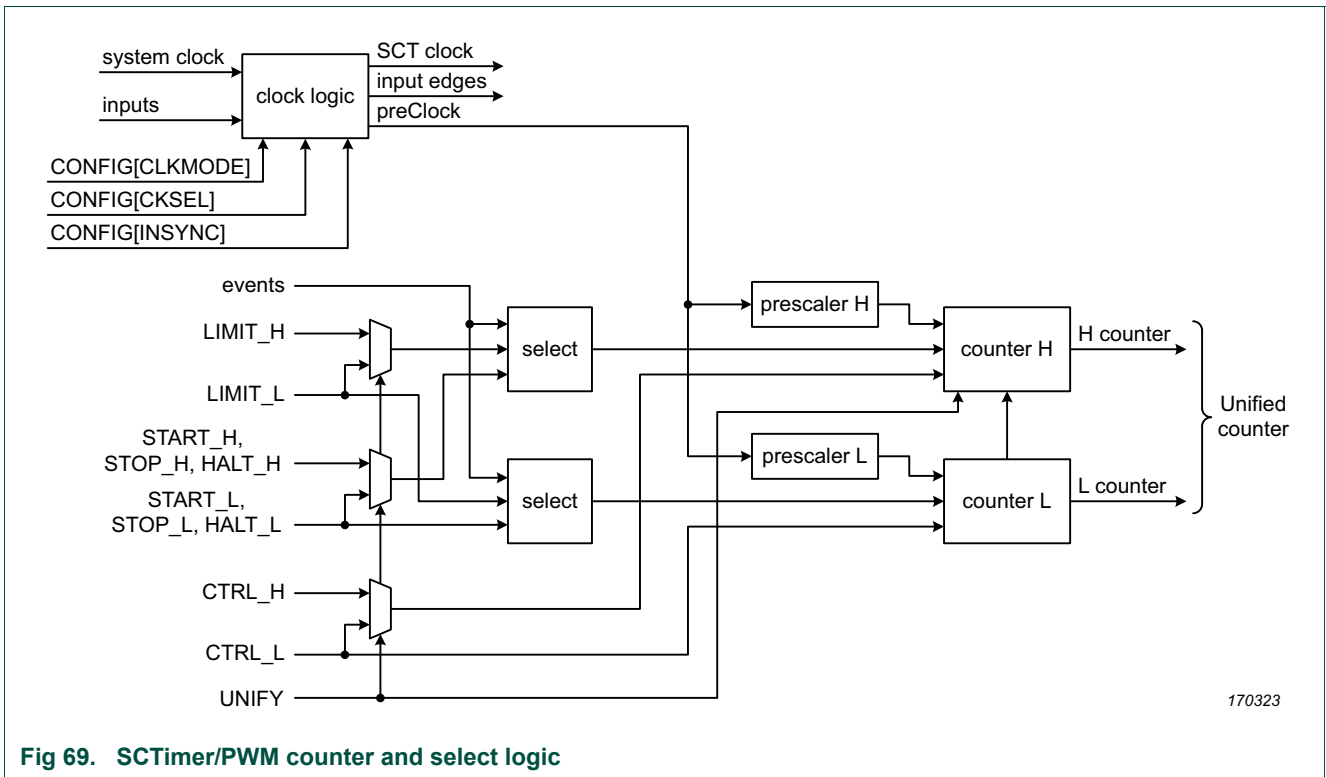 system clock
inputs
clock logic
SCT clock
input edges
preClock
CONFIG[CLKMODE]
CONFIG[CKSEL]
CONFIG[INSYNC]
events
LIMIT_H
LIMIT_L
START_H,
STOP_H, HALT_H
START_L,
STOP_L, HALT_L
CTRL_H
CTRL_L
UNIFY
select
select
prescaler H
prescaler L
counter H
counter L
H counter
L counter
Unified
counter
170323
Fig 69. SCTimer/PWM counter and select logic